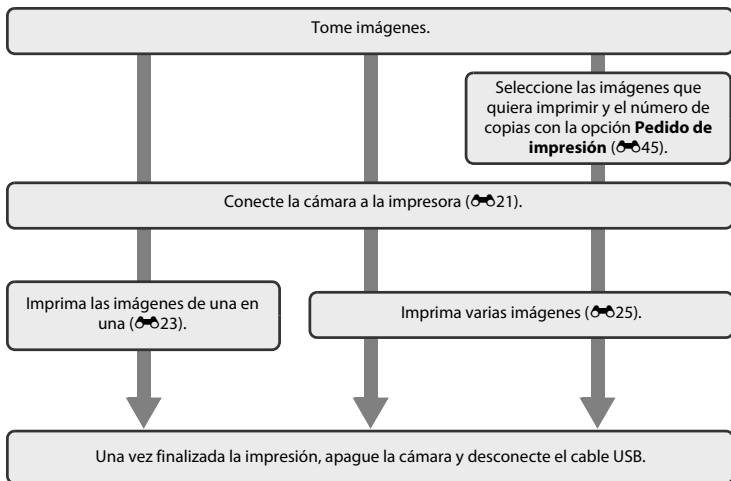 Tome imágenes.
Seleccione las imágenes que
quiera imprimir y el número de
copias con la opción Pedido de
impresión (45).
Conecte la cámara a la impresora (21).
Imprima las imágenes de una en
una (23).
Imprima varias imágenes (25).
Una vez finalizada la impresión, apague la cámara y desconecte el cable USB.